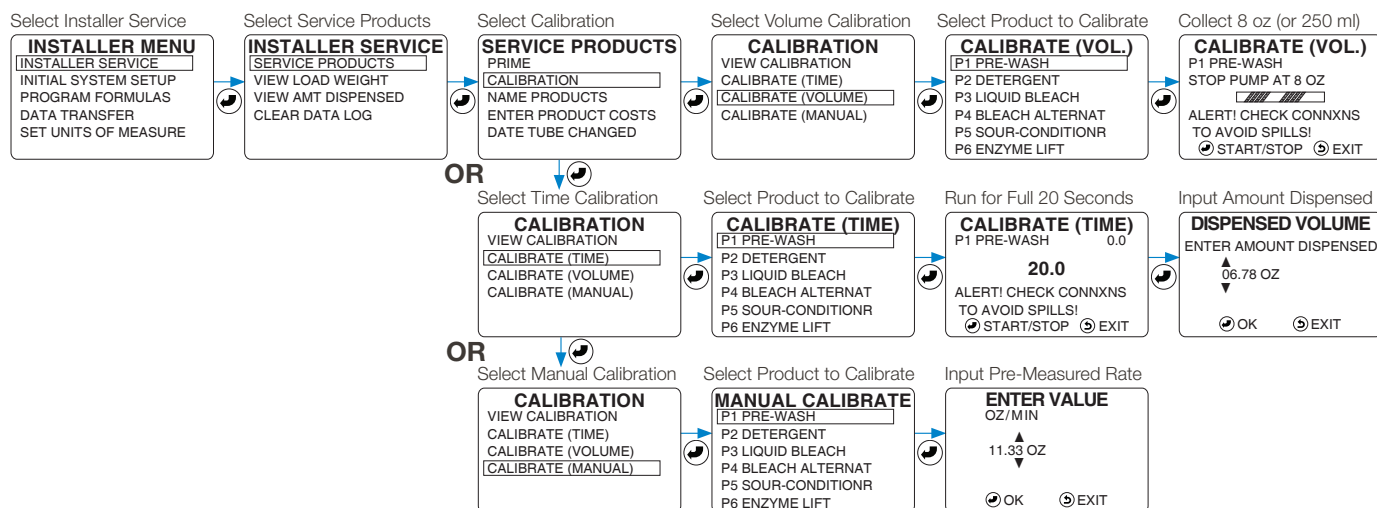 Select Installer Service
INSTALLER MENU
INSTALLER SERVICE
INITIAL SYSTEM SETUP
PROGRAM FORMULAS
DATA TRANSFER
SET UNITS OF MEASURE
Select Service Products
INSTALLER SERVICE
SERVICE PRODUCTS
VIEW LOAD WEIGHT
VIEW AMT DISPENSED
CLEAR DATA LOG
Select Calibration
SERVICE PRODUCTS
PRIME
CALIBRATION
NAME PRODUCTS
ENTER PRODUCT COSTS
DATE TUBE CHANGED
Select Volume Calibration
CALIBRATION
VIEW CALIBRATION
CALIBRATE (TIME)
CALIBRATE (VOLUME)
CALIBRATE (MANUAL)
Select Product to Calibrate
CALIBRATE (VOL.)
P1 PRE-WASH
P2 DETERGENT
P3 LIQUID BLEACH
P4 BLEACH ALTERNAT
P5 SOUR-CONDITIONR
P6 ENZYME LIFT
Collect 8 oz (or 250 ml)
CALIBRATE (VOL.)
P1 PRE-WASH
STOP PUMP AT 8 OZ
ALERT! CHECK CONNXNS
TO AVOID SPILLS!
START/STOP EXIT
OR
Select Time Calibration
CALIBRATION
VIEW CALIBRATION
CALIBRATE (TIME)
CALIBRATE (VOLUME)
CALIBRATE (MANUAL)
Select Product to Calibrate
CALIBRATE (TIME)
P1 PRE-WASH
P2 DETERGENT
P3 LIQUID BLEACH
P4 BLEACH ALTERNAT
P5 SOUR-CONDITIONR
P6 ENZYME LIFT
Run for Full 20 Seconds
CALIBRATE (TIME)
P1 PRE-WASH 0.0
20.0
ALERT! CHECK CONNXNS
TO AVOID SPILLS!
START/STOP EXIT
Input Amount Dispensed
DISPENSED VOLUME
ENTER AMOUNT DISPENSED
06.78 OZ
OK EXIT
OR
Select Manual Calibration
CALIBRATION
VIEW CALIBRATION
CALIBRATE (TIME)
CALIBRATE (VOLUME)
CALIBRATE (MANUAL)
Select Product to Calibrate
MANUAL CALIBRATE
P1 PRE-WASH
P2 DETERGENT
P3 LIQUID BLEACH
P4 BLEACH ALTERNAT
P5 SOUR-CONDITIONR
P6 ENZYME LIFT
Input Pre-Measured Rate
ENTER VALUE
OZ/MIN
11.33 OZ
OK EXIT